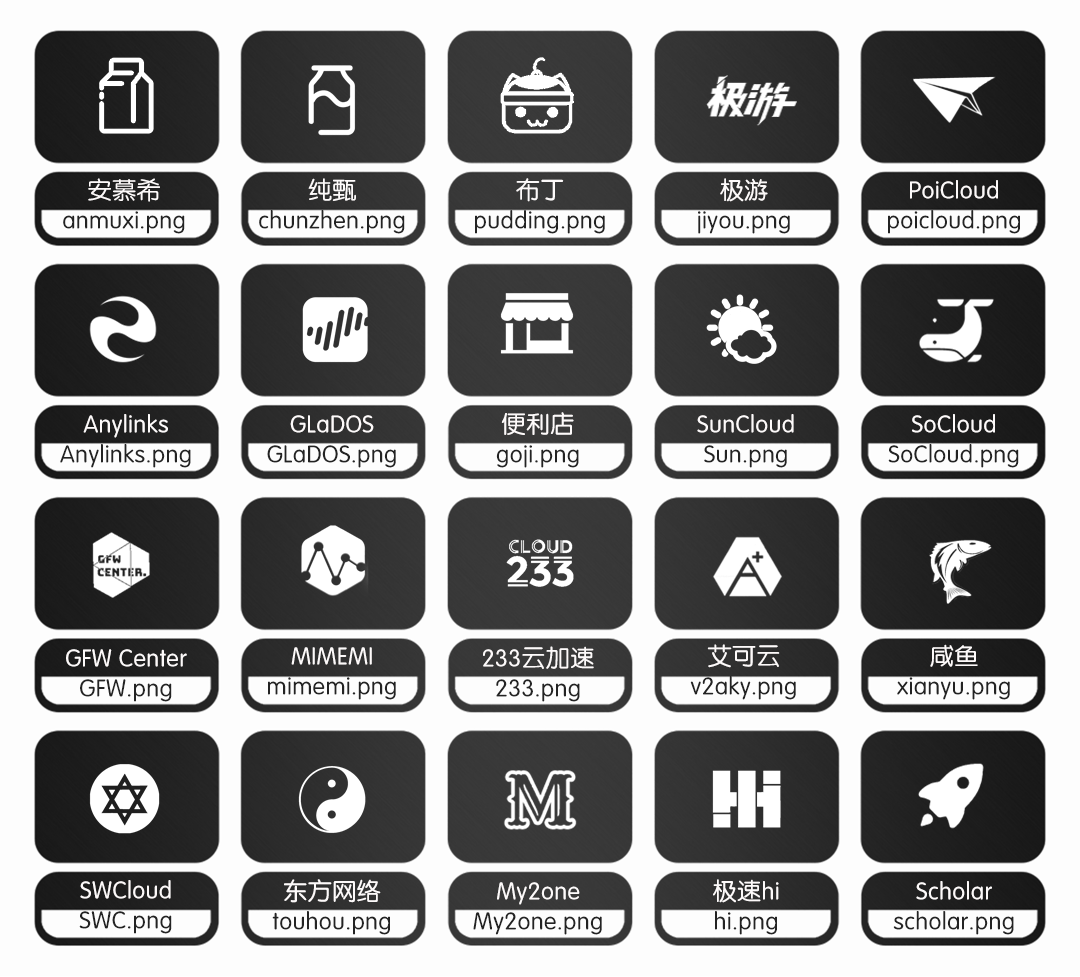 极游
安慕希
anmuxi.png
纯甄
chunzhen.png
布丁
pudding.png
极游
jiyou.png
PoiCloud
poicloud.png
Anylinks
Anylinks.png
GLaDOS
GLaDOS.png
便利店
goji.png
SunCloud
Sun.png
SoCloud
SoCloud.png
GFW
CENTER.
CLOUD
233
A+
GFW Center
GFW.png
MIMEMI
mimemi.png
233云加速
233.png
艾可云
v2aky.png
咸鱼
xianyu.png
M
Hi
SWCloud
SWC.png
东方网络
touhou.png
My2one
My2one.png
极速hi
hi.png
Scholar
scholar.png